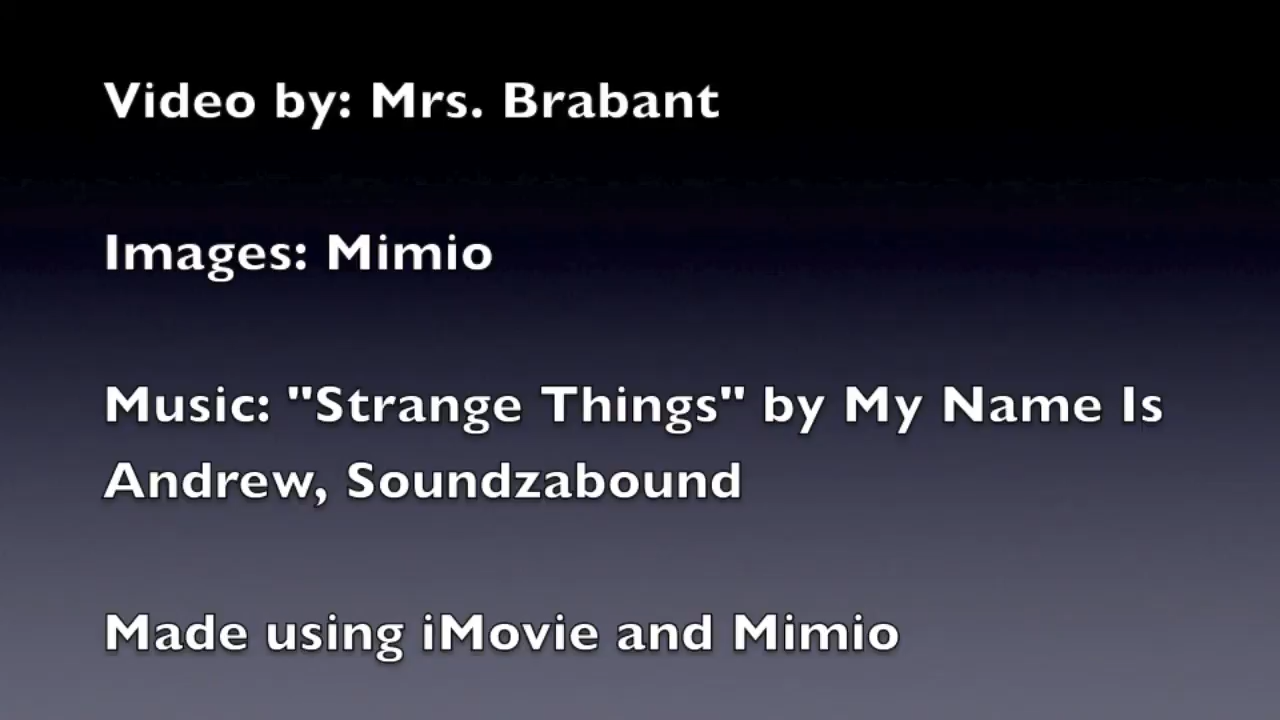 Video by: Mrs. Brabant
Images: Mimio
Music: "Strange Things" by My Name Is
Andrew, Soundzabound
Made using iMovie and Mimio